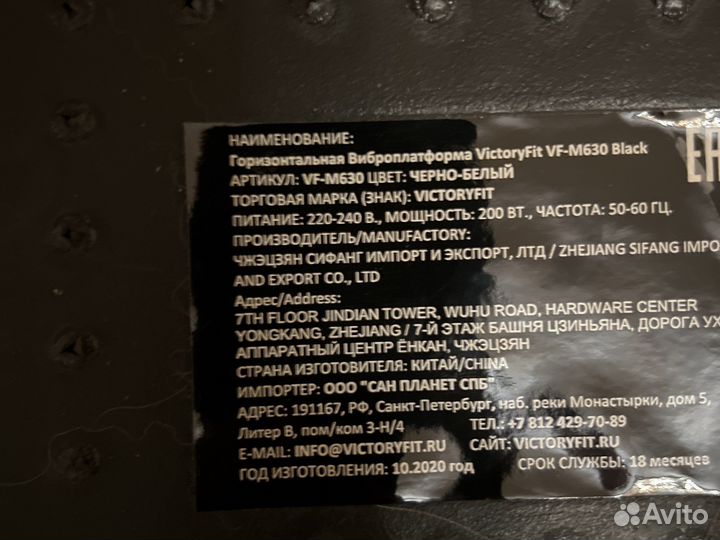 НАИМЕНОВАНИЕ:
Горизонтальная Виброплатформа VictoryFit VF-M630 Black
АРТИКУЛ: VF-M630 ЦВЕТ: ЧЕРНО-БЕЛЫЙ
ТОРГОВАЯ МАРКА (ЗНАК): VICTORYFIT
ПИТАНИЕ: 220-240 В., МОЩНОСТЬ: 200 ВТ., ЧАСТОТА: 50-60 ГЦ.
ПРОИЗВОДИТЕЛЬ/MANUFACTORY:
ЧЖЭЦЗЯН СИФАНГ ИМПОРТ И ЭКСПОРТ, ЛТД / ZHEJIANG SIFANG IMPO
AND EXPORT CO., LTD
Адрес/Address:
7TH FLOOR JINDIAN TOWER, WUHU ROAD, HARDWARE CENTER
YONGKANG, ZHEJIANG / 7-Й ЭТАЖ БАШНЯ ЦЗИНЬЯНА, ДОРОГА УХ
АППАРАТНЫЙ ЦЕНТР ЁНКАН, ЧЖЭЦЗЯН
СТРАНА ИЗГОТОВИТЕЛЯ: КИТАЙ/CHINA
ИМПОРТЕР: ООО "САН ПЛАНЕТ СПБ"
АДРЕС: 191167, РФ, Санкт-Петербург, наб. реки Монастырки, дом 5,
Литер В, пом/ком 3-Н/4 ТЕЛ.: +7 812 429-70-89
E-MAIL: INFO@VICTORYFIT.RU САЙТ: VICTORYFIT.RU
ГОД ИЗГОТОВЛЕНИЯ: 10.2020 год СРОК СЛУЖБЫ: 18 месяцев
Avito